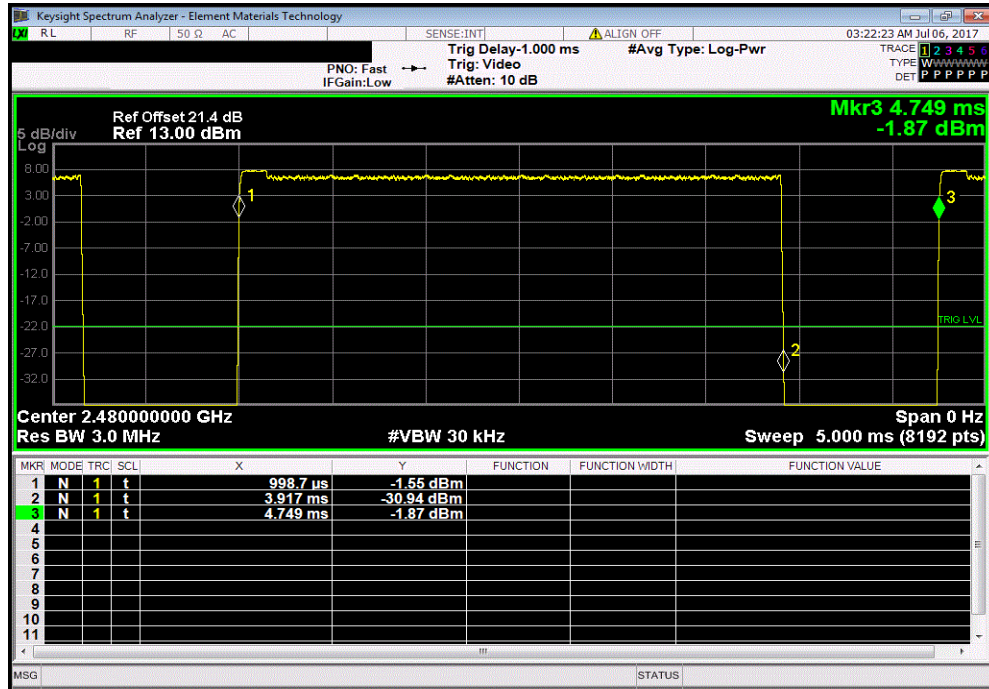 Keysight Spectrum Analyzer - Element Materials Technology
LXI RL RF 50 Ω AC SENSE:INT ALIGN OFF 03:22:23 AM Jul 06, 2017
PNO: Fast
IFGain:Low
Trig Delay-1.000 ms
Trig: Video
#Atten: 10 dB
#Avg Type: Log-Pwr
TRACE 1 2 3 4 5 6
TYPE WWWWWW
DET P P P P P P
Mkr3 4.749 ms
-1.87 dBm
Ref Offset 21.4 dB
5 dB/div Ref 13.00 dBm
Log
8.00
3.00
-2.00
-7.00
-12.0
-17.0
-22.0
-27.0
-32.0
1
2
3
TRIG LVL
Center 2.480000000 GHz Span 0 Hz
Res BW 3.0 MHz #VBW 30 kHz Sweep 5.000 ms (8192 pts)
MKR MODE TRC SCL X Y FUNCTION FUNCTION WIDTH FUNCTION VALUE
1 N 1 t 998.7 µs -1.55 dBm
2 N 1 t 3.917 ms -30.94 dBm
3 N 1 t 4.749 ms -1.87 dBm
4
5
6
7
8
9
10
11
MSG STATUS